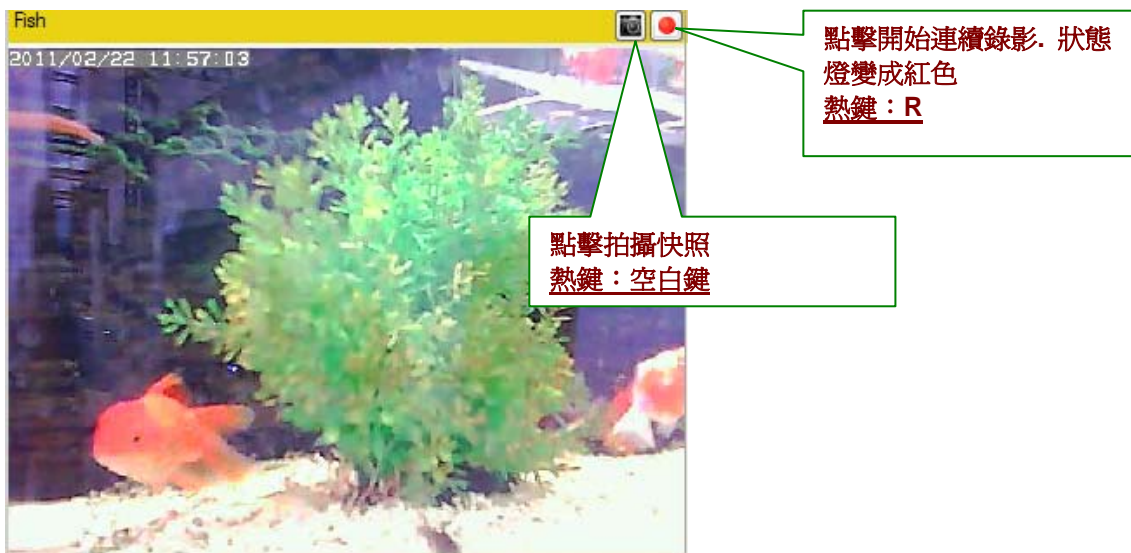 Fish
2011/02/22 11:57:03
點擊開始連續錄影. 狀態
燈變成紅色
熱鍵：R
點擊拍攝快照
熱鍵：空白鍵